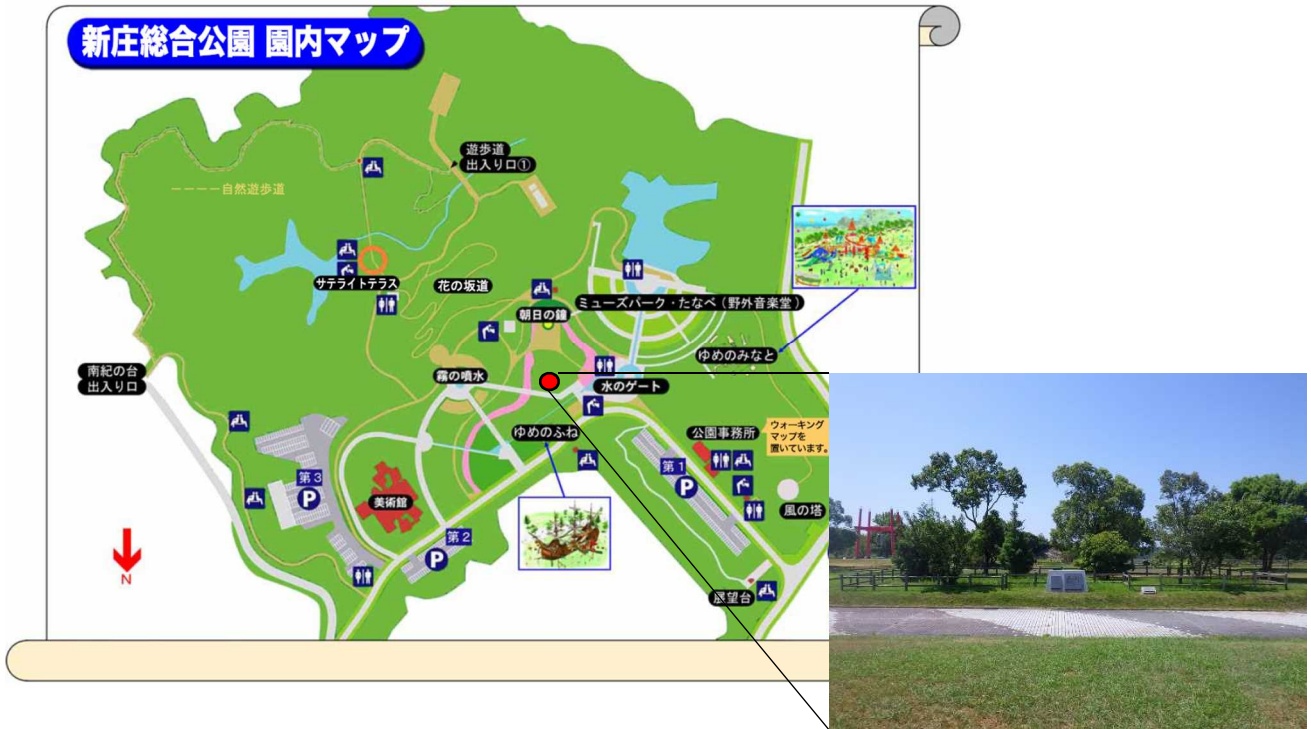 新庄総合公園 園内マップ
遊歩道
出入り口①
----自然遊歩道
サテライトテラス
花の坂道
朝日の鐘
ミューズパーク・たなべ(野外音楽堂)
ゆめのみなと
南紀の台
出入り口
霧の噴水
水のゲート
ゆめのふね
公園事務所
ウォーキング
マップを
置いています。
第1
P
第3
P
美術館
風の塔
第2
P
展望台
N